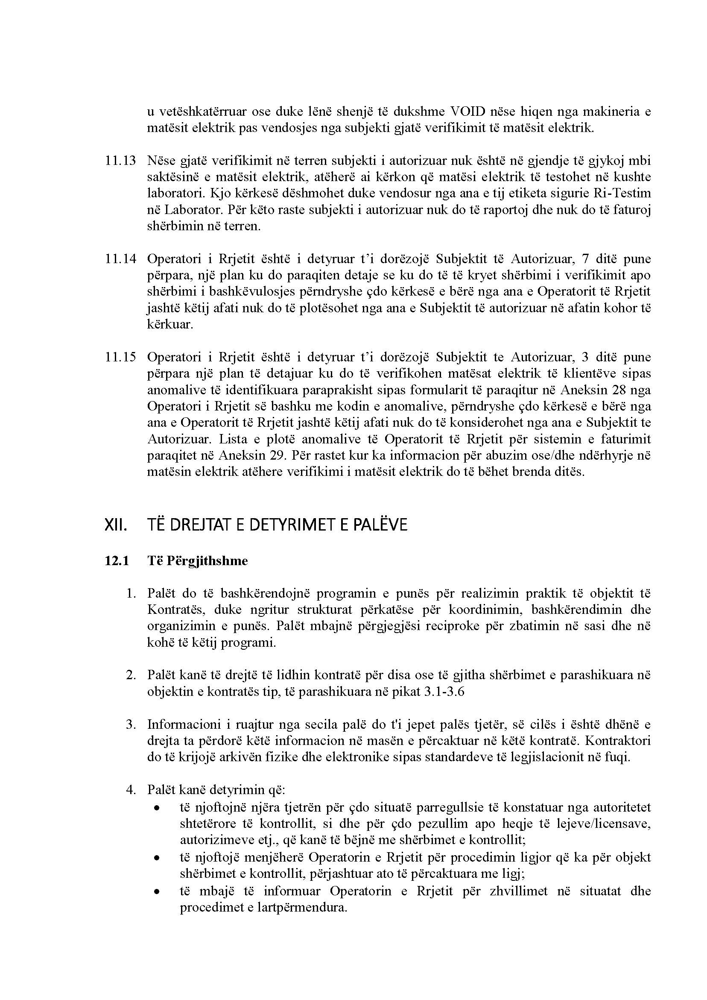 u vetëshkatërruar ose duke lënë shenjë të dukshme VOID nëse hiqen nga makineria e
matësit elektrik pas vendosjes nga subjekti gjatë verifikimit të matësit elektrik.
11.13 Nëse gjatë verifikimit në terren subjekti i autorizuar nuk është në gjendje të gjykoj mbi
saktësinë e matësit elektrik, atëherë ai kërkon që matësi elektrik të testohet në kushte
laboratori. Kjo kërkesë dëshmohet duke vendosur nga ana e tij etiketa sigurie Ri-Testim
në Laborator. Për këto raste subjekti i autorizuar nuk do të raportoj dhe nuk do të faturoj
shërbimin në terren.
11.14 Operatori i Rrjetit është i detyruar t’i dorëzojë Subjektit të Autorizuar, 7 ditë pune
përpara, një plan ku do paraqiten detaje se ku do të të kryet shërbimi i verifikimit apo
shërbimi i bashkëvulosjes përndryshe çdo kërkesë e bërë nga ana e Operatorit të Rrjetit
jashtë këtij afati nuk do të plotësohet nga ana e Subjektit të autorizuar në afatin kohor të
kërkuar.
11.15 Operatori i Rrjetit është i detyruar t’i dorëzojë Subjektit te Autorizuar, 3 ditë pune
përpara një plan të detajuar ku do të verifikohen matësat elektrik të klientëve sipas
anomalive të identifikuara paraprakisht sipas formularit të paraqitur në Aneksin 28 nga
Operatori i Rrjetit së bashku me kodin e anomalive, përndryshe çdo kërkesë e bërë nga
ana e Operatorit të Rrjetit jashtë këtij afati nuk do të konsiderohet nga ana e Subjektit te
Autorizuar. Lista e plotë anomalive të Operatorit të Rrjetit për sistemin e faturimit
paraqitet në Aneksin 29. Për rastet kur ka informacion për abuzim ose/dhe ndërhyrje në
matësin elektrik atëhere verifikimi i matësit elektrik do të bëhet brenda ditës.
XII. TË DREJTAT E DETYRIMET E PALËVE
12.1 Të Përgjithshme
1. Palët do të bashkërendojnë programin e punës për realizimin praktik të objektit të
Kontratës, duke ngritur strukturat përkatëse për koordinimin, bashkërendimin dhe
organizimin e punës. Palët mbajnë përgjegjësi reciproke për zbatimin në sasi dhe në
kohë të këtij programi.
2. Palët kanë të drejtë të lidhin kontratë për disa ose të gjitha shërbimet e parashikuara në
objektin e kontratës tip, të parashikuara në pikat 3.1-3.6
3. Informacioni i ruajtur nga secila palë do t'i jepet palës tjetër, së cilës i është dhënë e
drejta ta përdorë këtë informacion në masën e përcaktuar në këtë kontratë. Kontraktori
do të krijojë arkivën fizike dhe elektronike sipas standardeve të legjislacionit në fuqi.
4. Palët kanë detyrimin që:
• të njoftojnë njëra tjetrën për çdo situatë parregullsie të konstatuar nga autoritetet
shtetërore të kontrollit, si dhe për çdo pezullim apo heqje të lejeve/licensave,
autorizimeve etj., që kanë të bëjnë me shërbimet e kontrollit;
• të njoftojë menjëherë Operatorin e Rrjetit për procedimin ligjor që ka për objekt
shërbimet e kontrollit, përjashtuar ato të përcaktuara me ligj;
• të mbajë të informuar Operatorin e Rrjetit për zhvillimet në situatat dhe
procedimet e lartpërmendura.